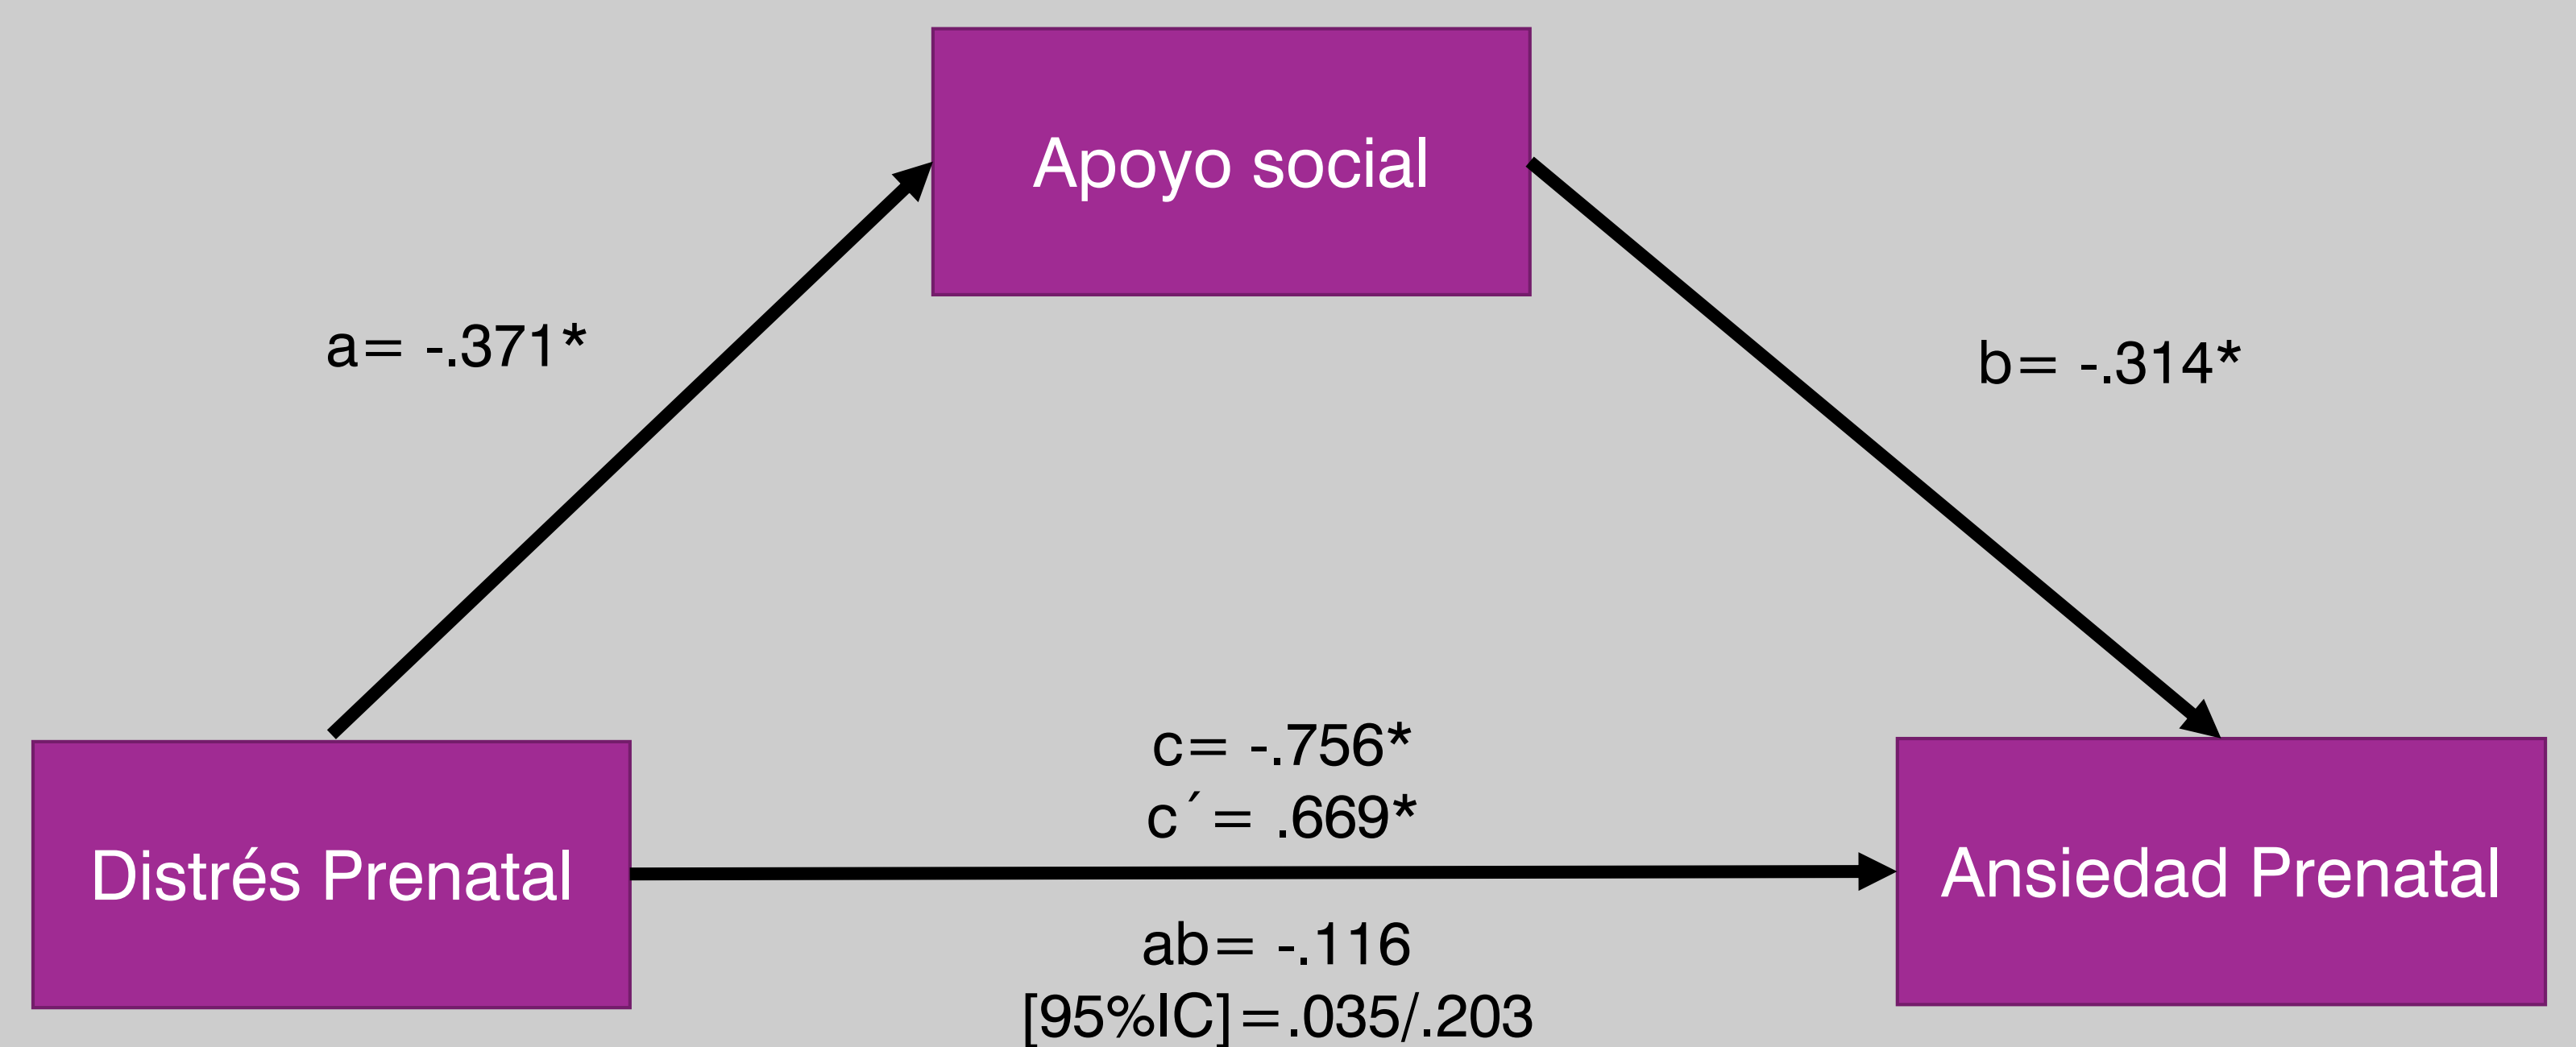 Apoyo social
a= -.371*
b= -.314*
c= -.756*
c´= .669*
Distrés Prenatal
Ansiedad Prenatal
ab= -.116
[95%IC]=.035/.203